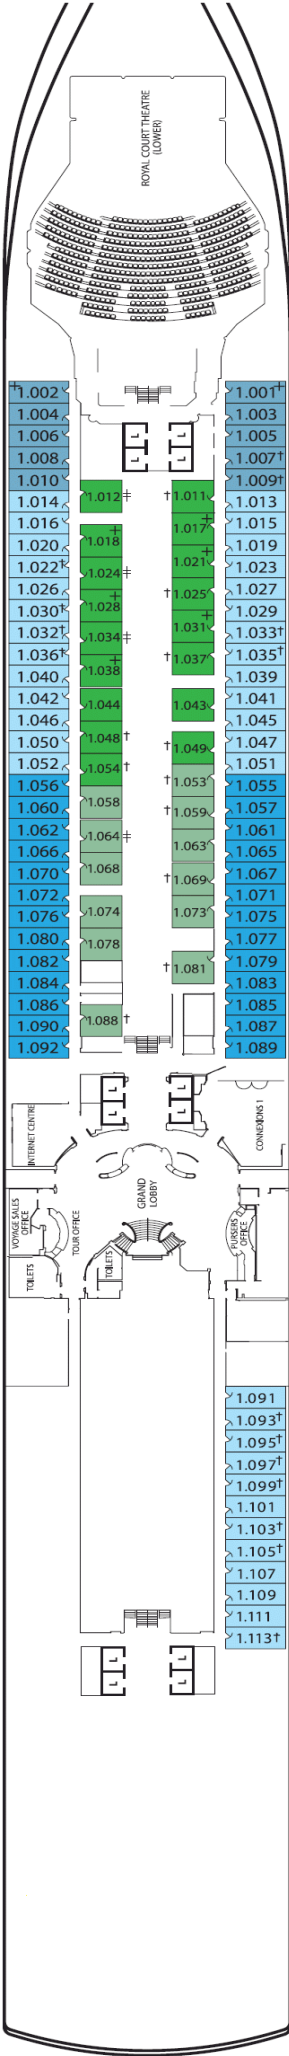 ROYAL COURT THEATRE
(LOWER)
1.002 1.001
1.004 1.003
1.006 1.005
L L
1.008 1.007†
L L
1.010 1.009†
1.014 1.012‡ †1.011 1.013
1.016 1.017 1.015
1.020 1.018 1.019
1.022† 1.024‡ 1.021 1.023
1.026 †1.025 1.027
1.030† 1.028 1.029
1.032† 1.034‡ 1.031 1.033†
1.036† 1.037 † 1.035†
1.040 1.038 1.039
1.042 1.044 1.043 1.041
1.046 1.045
1.050 1.048† †1.049 1.047
1.052 1.054† 1.051
1.056 †1.053 1.055
1.060 1.058 †1.059 1.057
1.062 1.064‡ 1.061
1.066 1.063 1.065
1.070 1.068 †1.069 1.067
1.072 1.071
1.076 1.074 1.073 1.075
1.080 1.078 1.077
1.082 †1.081 1.079
1.084 1.083
1.086 1.088† 1.085
1.090 1.087
1.092 1.089
L L
L L
INTERNET CENTRE
CONNEXIONS 1
GRAND
LOBBY
VOYAGE SALES
OFFICE
TOUR OFFICE
PURSERS
OFFICE
TOILETS
TOILETS
1.091
1.093†
1.095†
1.097†
1.099†
1.101
1.103†
1.105†
1.107
1.109
1.111
1.113†
L L
L L